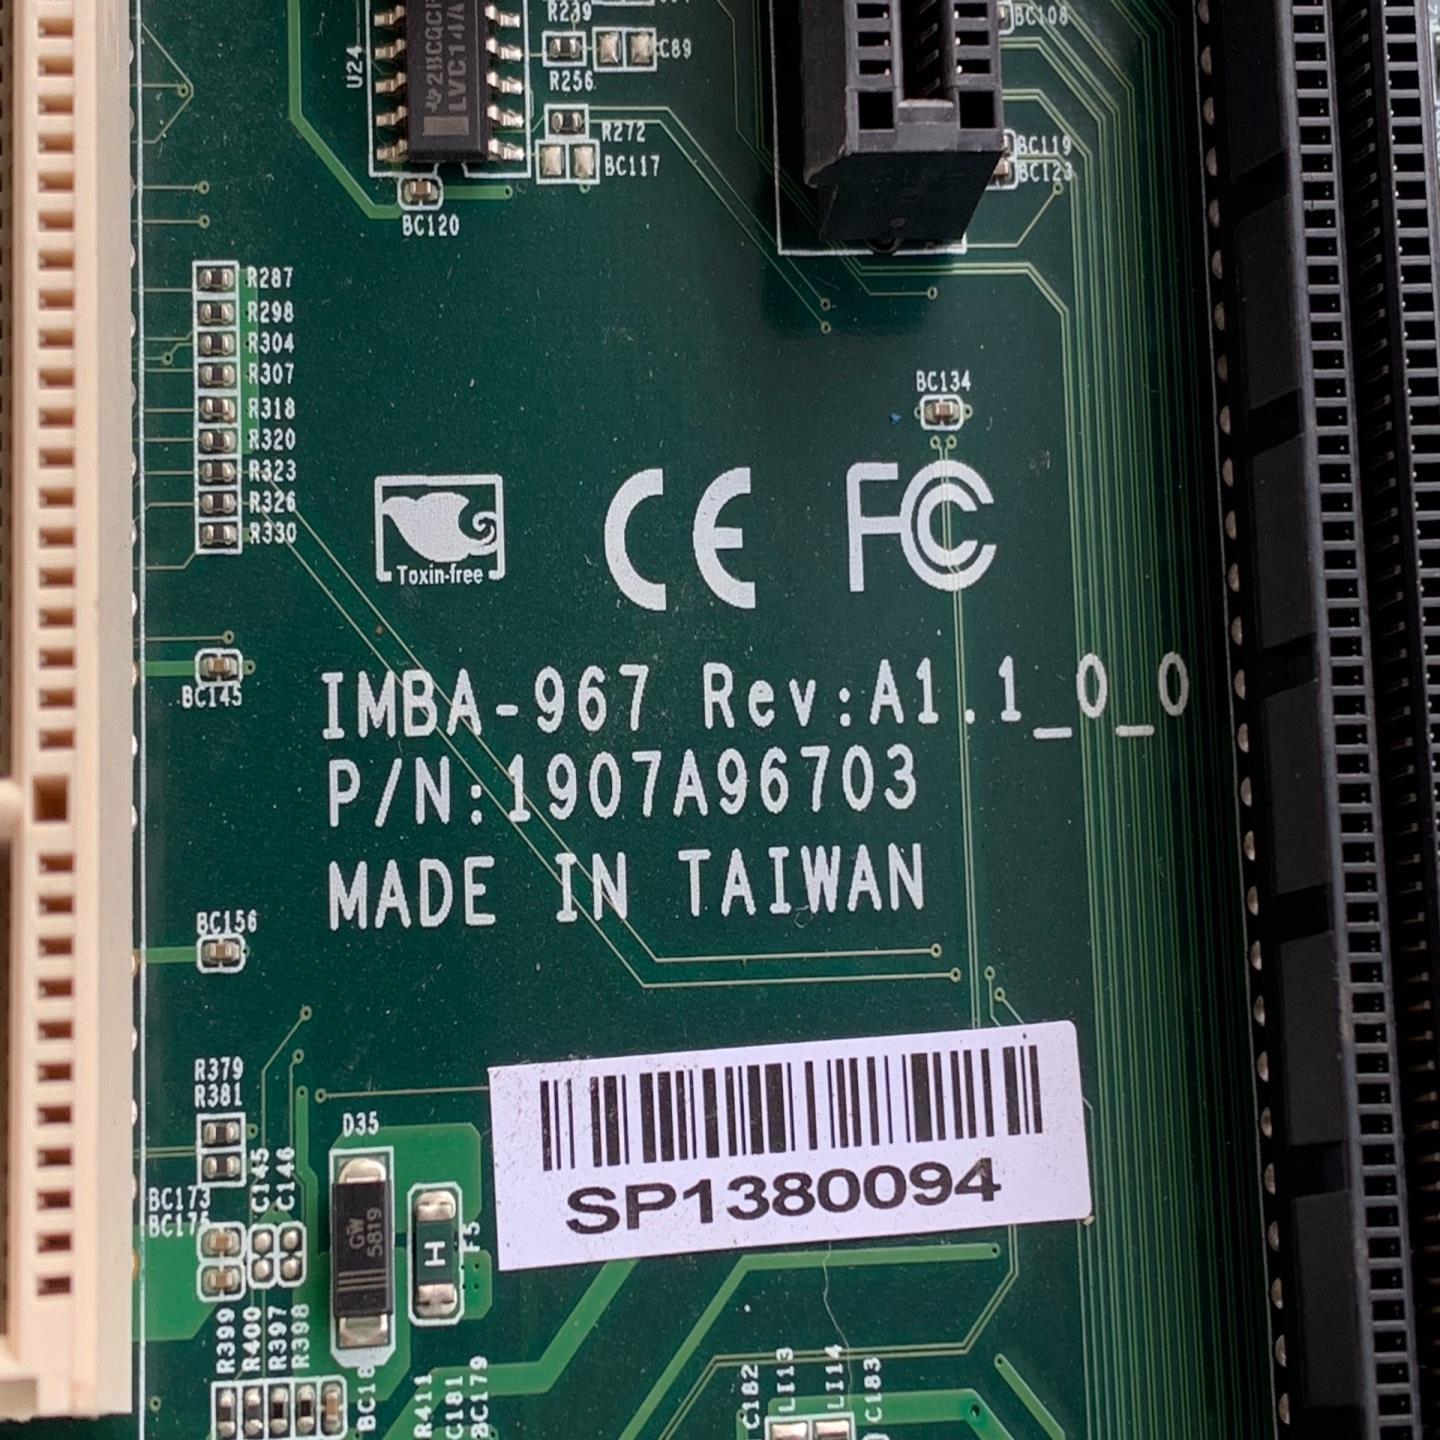 R239
C89
U24
R256
LVC14A
BC108
R272
BC117
BC119
BC123
BC120
R287
R298
R304
R307
R318
R320
R323
R326
R330
BC134
Toxin-free
CE
FC
BC145
IMBA-967 Rev:A1.1_0_0
P/N:1907A96703
MADE IN TAIWAN
BC156
R379
R381
D35
C145
C146
BC173
BC175
GW
5819
H
F5
SP1380094
R399
R400
R397
R398
R411
C181
BC179
C182
LI13
LI14
C183